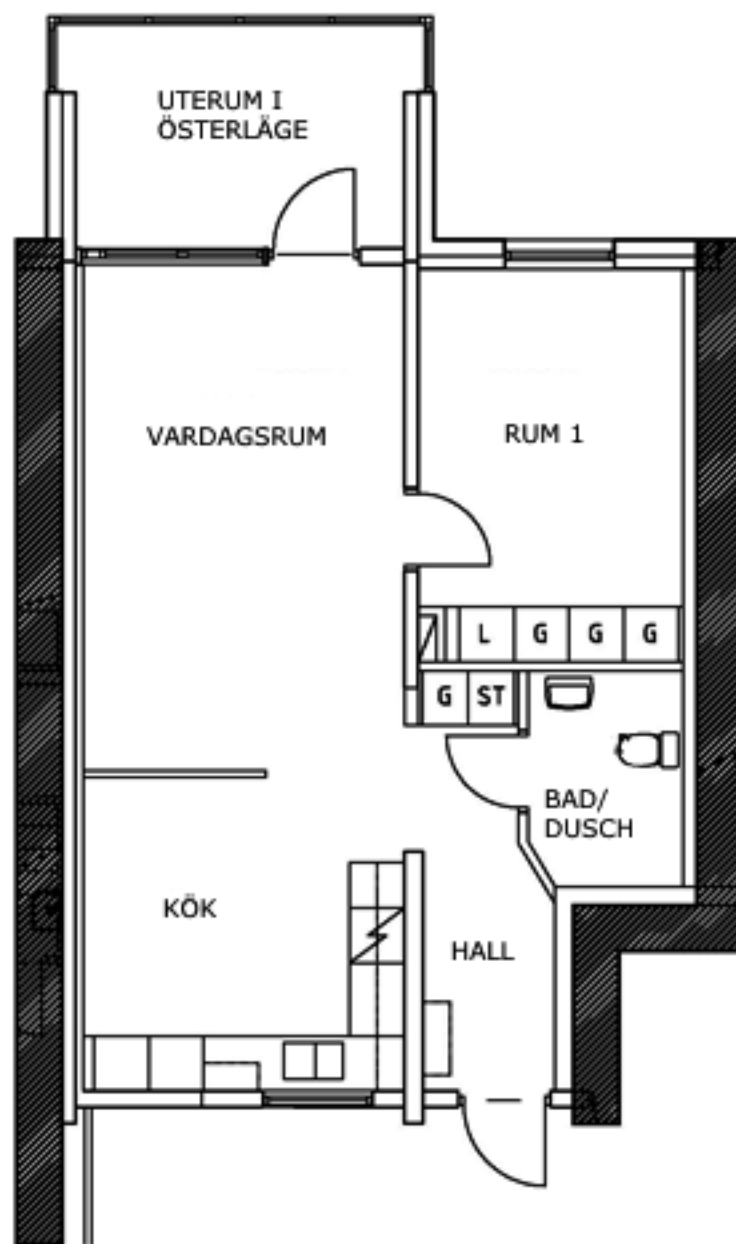 UTERUM I
ÖSTERLÄGE
VARDAGSRUM
RUM 1
L G G G
G ST
BAD/
DUSCH
KÖK
HALL